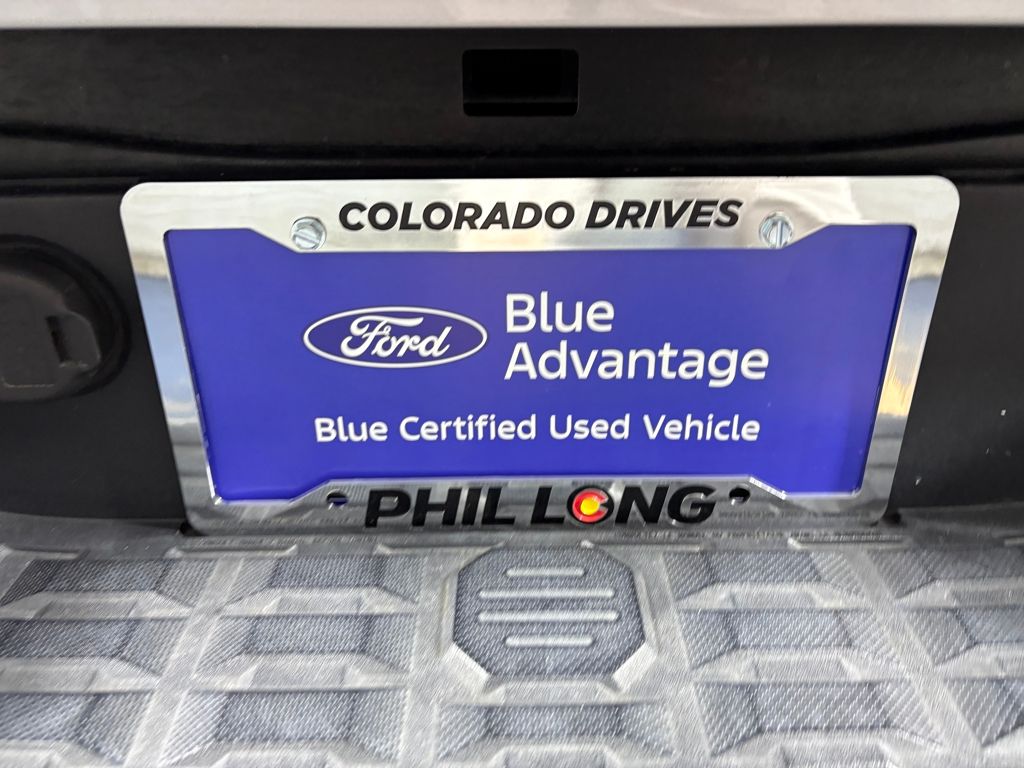 COLORADO DRIVES
Ford
Blue
Advantage
Blue Certified Used Vehicle
PHIL LONG